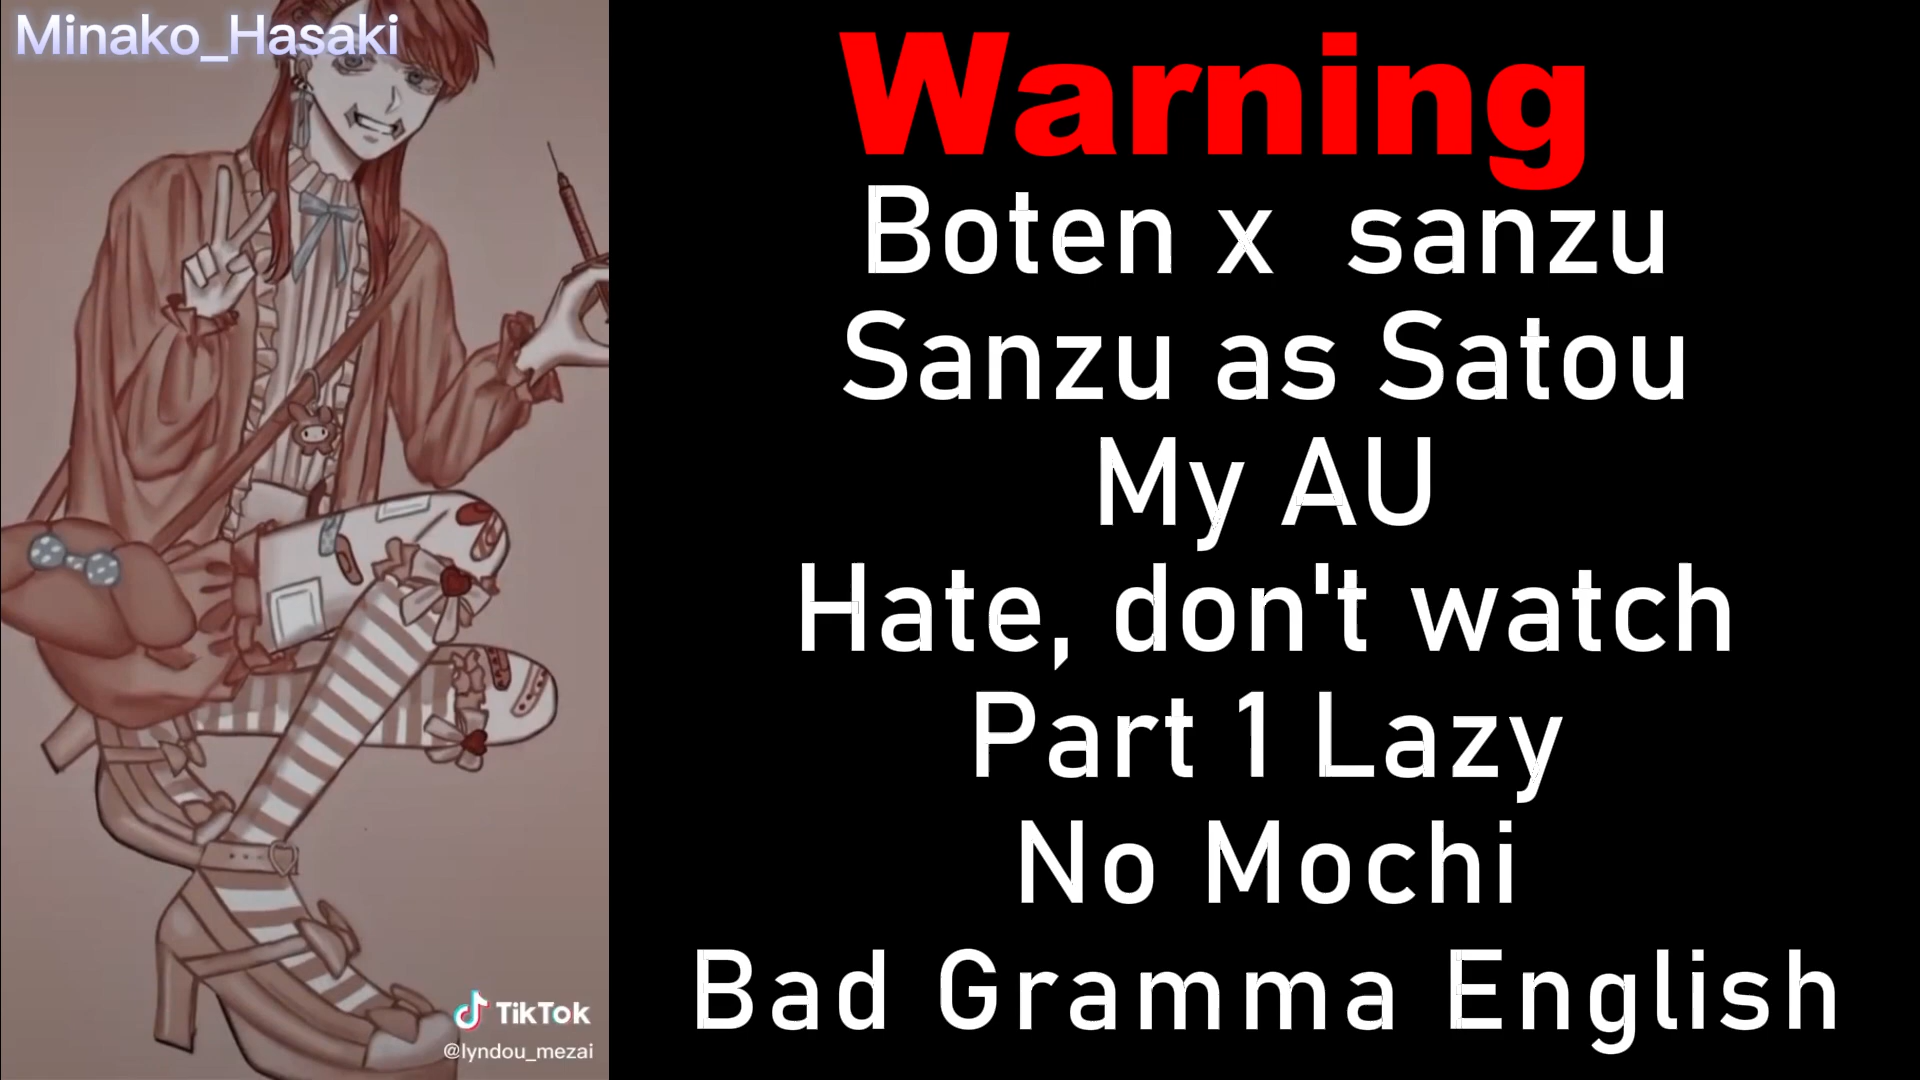 Minako_Hasaki
Warning
Boten x sanzu
Sanzu as Satou
My AU
Hate, don't watch
Part 1 Lazy
No Mochi
Bad Gramma English
TikTok
@lyndou_mezai